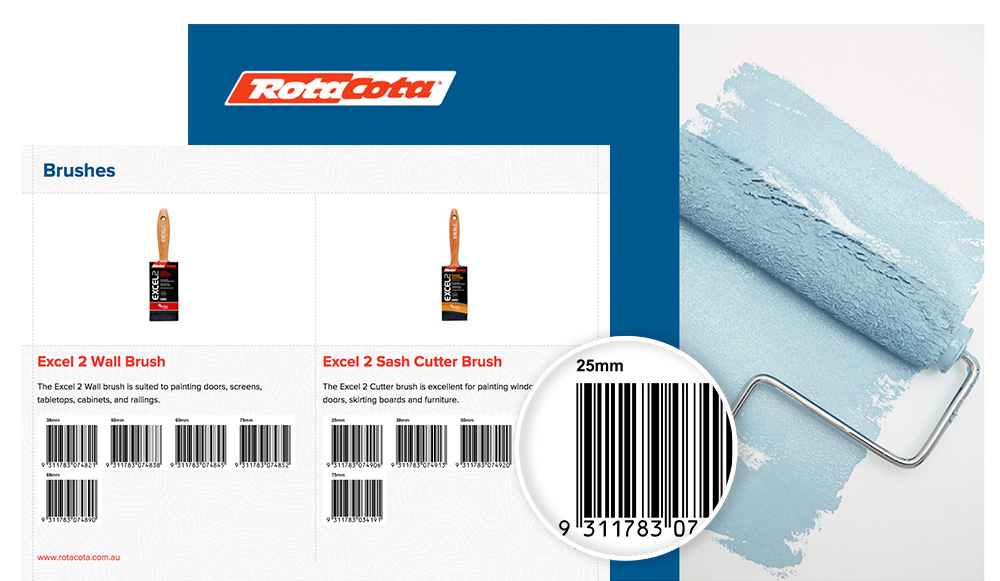 RotaCota
Brushes
EXCEL2
EXCEL2
Excel 2 Wall Brush
The Excel 2 Wall brush is suited to painting doors, screens,
tabletops, cabinets, and railings.
38mm
50mm
60mm
75mm
9 311783 074821
9 311783 074838
9 311783 074845
9 311783 074852
88mm
9 311783 074890
Excel 2 Sash Cutter Brush
The Excel 2 Cutter brush is excellent for painting windo
doors, skirting boards and furniture.
25mm
38mm
50mm
9 311783 074906
9 311783 074913
9 311783 074920
75mm
9 311783 034191
25mm
9 311783 07
www.rotacota.com.au